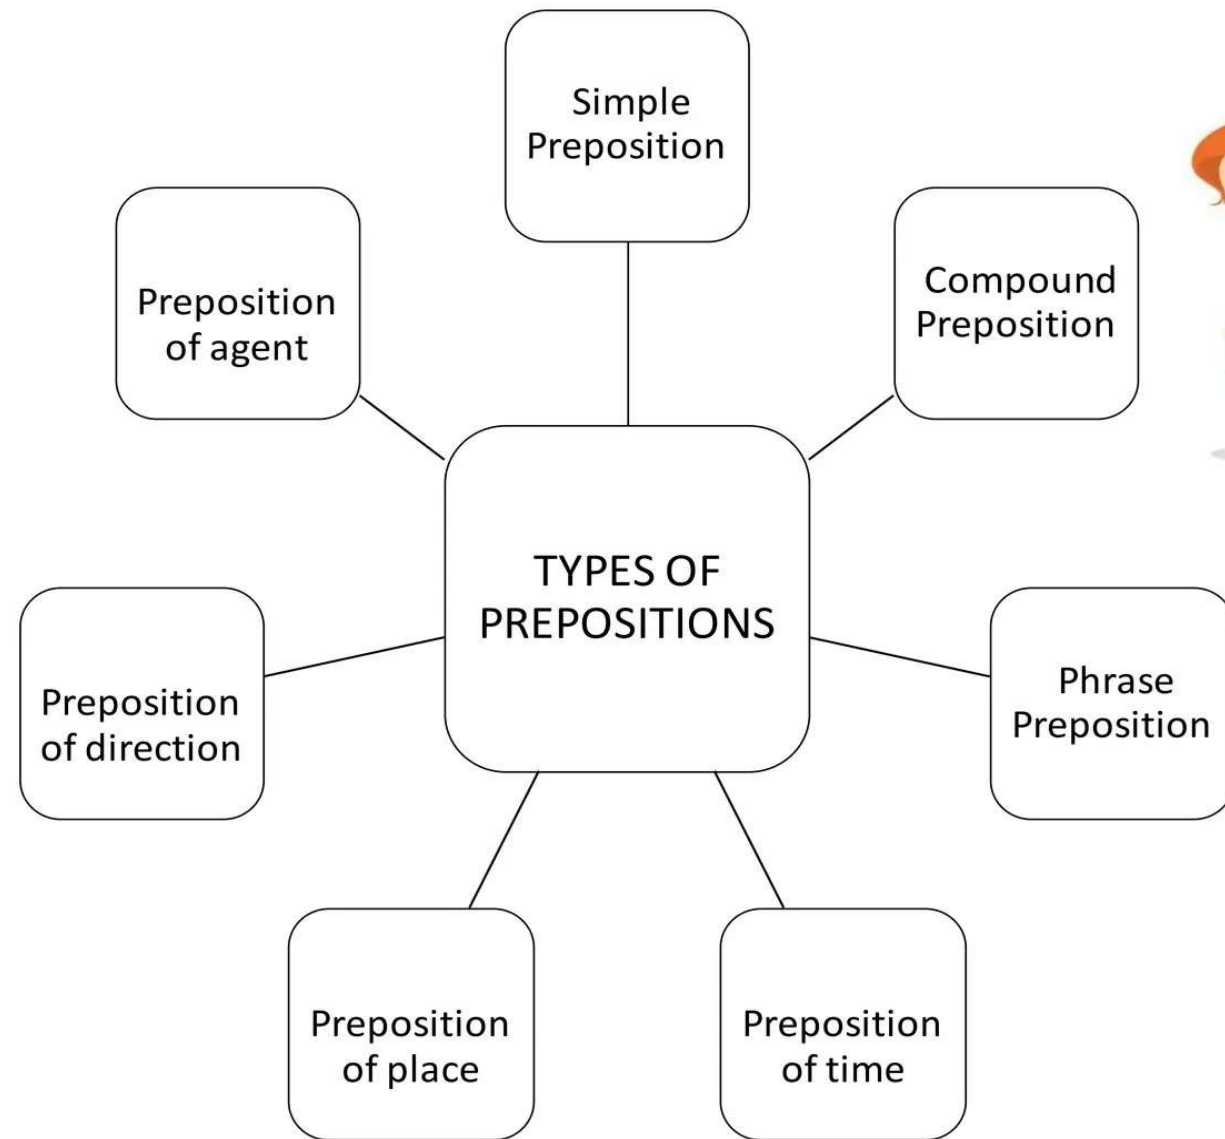 Simple
Preposition
Compound
Preposition
Phrase
Preposition
Preposition
of time
Preposition
of place
Preposition
of direction
Preposition
of agent
TYPES OF
PREPOSITIONS